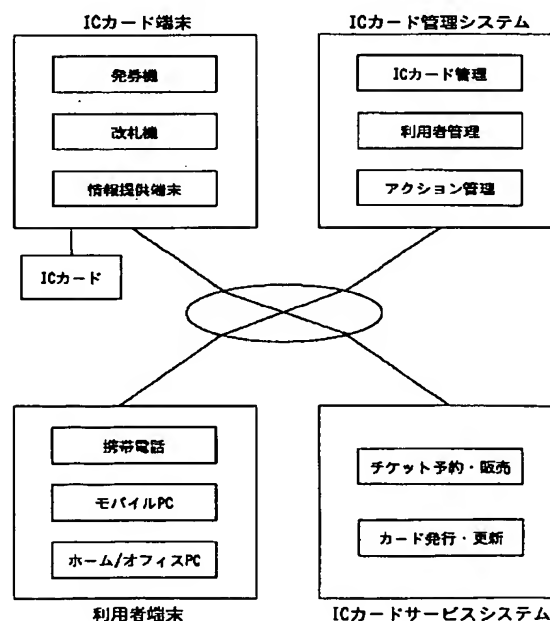 ICカード端末
発券機
改札機
情報提供端末
ICカード
ICカード管理システム
ICカード管理
利用者管理
アクション管理
携帯電話
モバイルPC
ホーム/オフィスPC
利用者端末
チケット予約・販売
カード発行・更新
ICカードサービスシステム